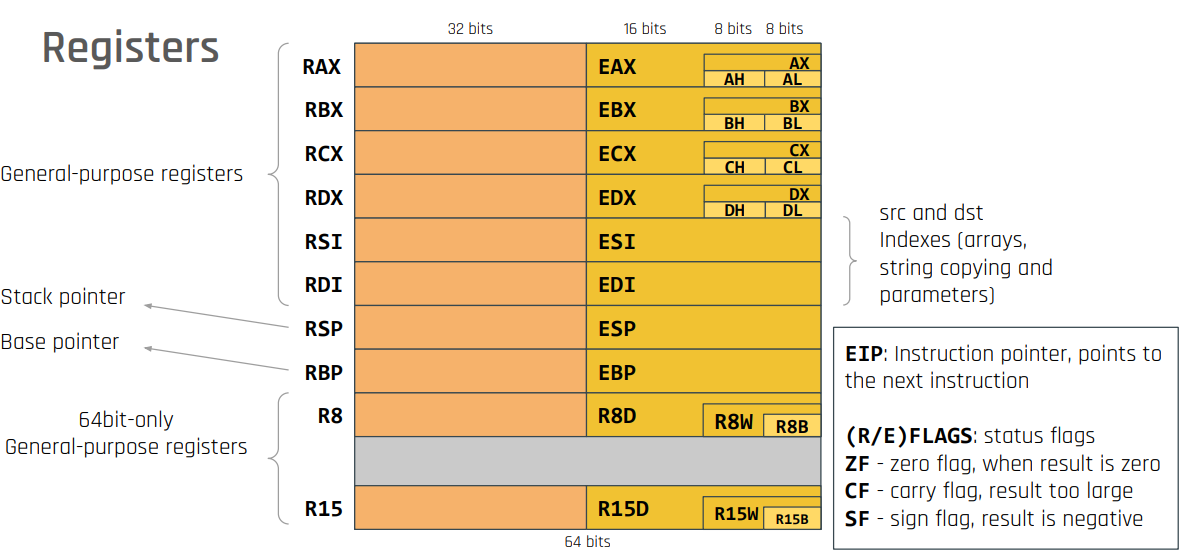 Registers
32 bits
16 bits
8 bits
8 bits
RAX
EAX
AX
AH
AL
RBX
EBX
BX
BH
BL
General-purpose registers
RCX
ECX
CX
CH
CL
RDX
EDX
DX
DH
DL
RSI
ESI
RDI
EDI
src and dst
Indexes (arrays,
string copying and
parameters)
Stack pointer
RSP
ESP
Base pointer
RBP
EBP
64bit-only
General-purpose registers
R8
R8D
R8W
R8B
R15
R15D
R15W
R15B
64 bits
EIP: Instruction pointer, points to
the next instruction
(R/E)FLAGS: status flags
ZF - zero flag, when result is zero
CF - carry flag, result too large
SF - sign flag, result is negative